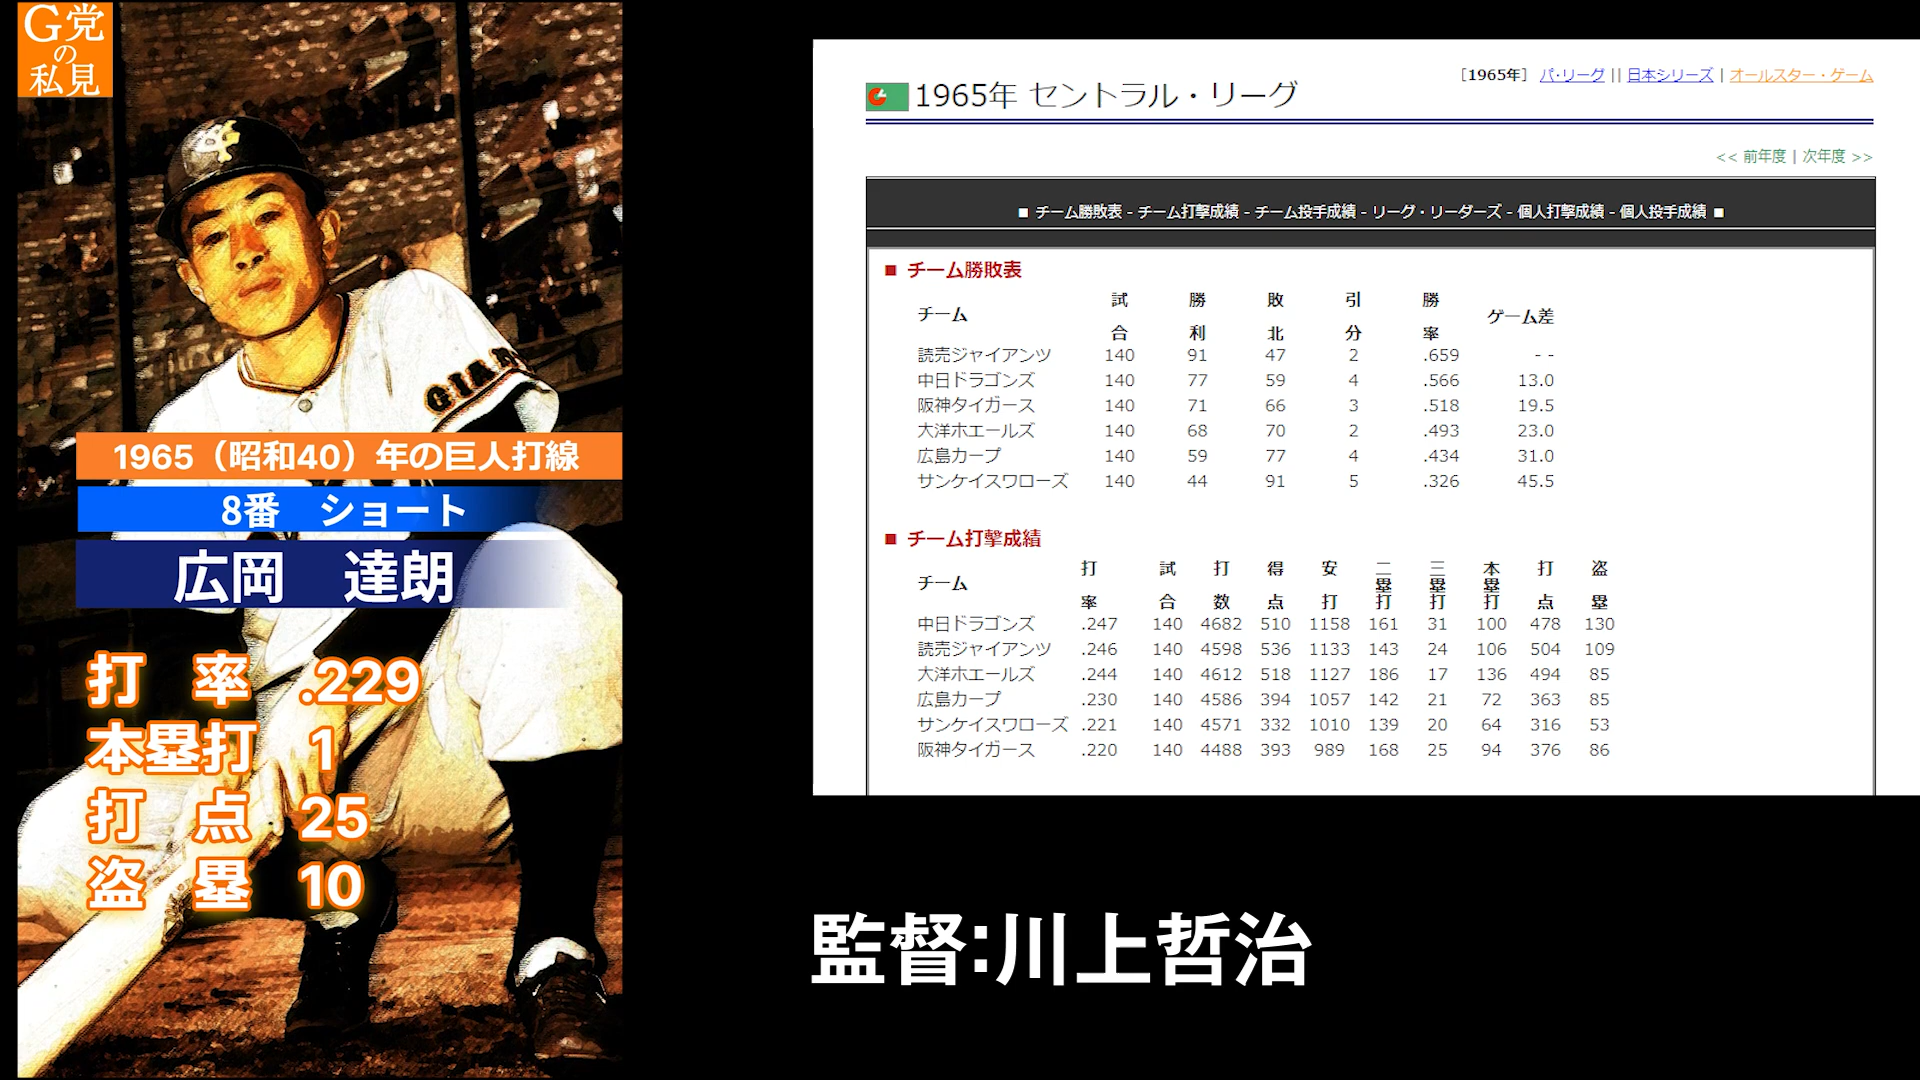 G党
の
私見
GIAN
1965（昭和40）年の巨人打線
8番　ショート
広岡　達朗
打　率　.229
本塁打　1
打　点　25
盗　塁　10
［1965年］ パ・リーグ || 日本シリーズ | オールスター・ゲーム
1965年 セントラル・リーグ
<< 前年度 | 次年度 >>
■ チーム勝敗表 - チーム打撃成績 - チーム投手成績 - リーグ・リーダーズ - 個人打撃成績 - 個人投手成績 ■
■ チーム勝敗表
チーム 試合 勝利 敗北 引分 勝率 ゲーム差
読売ジャイアンツ 140 91 47 2 .659 - -
中日ドラゴンズ 140 77 59 4 .566 13.0
阪神タイガース 140 71 66 3 .518 19.5
大洋ホエールズ 140 68 70 2 .493 23.0
広島カープ 140 59 77 4 .434 31.0
サンケイスワローズ 140 44 91 5 .326 45.5
■ チーム打撃成績
チーム 打率 試合 打数 得点 安打 二塁打 三塁打 本塁打 打点 盗塁
中日ドラゴンズ .247 140 4682 510 1158 161 31 100 478 130
読売ジャイアンツ .246 140 4598 536 1133 143 24 106 504 109
大洋ホエールズ .244 140 4612 518 1127 186 17 136 494 85
広島カープ .230 140 4586 394 1057 142 21 72 363 85
サンケイスワローズ .221 140 4571 332 1010 139 20 64 316 53
阪神タイガース .220 140 4488 393 989 168 25 94 376 86
監督:川上哲治